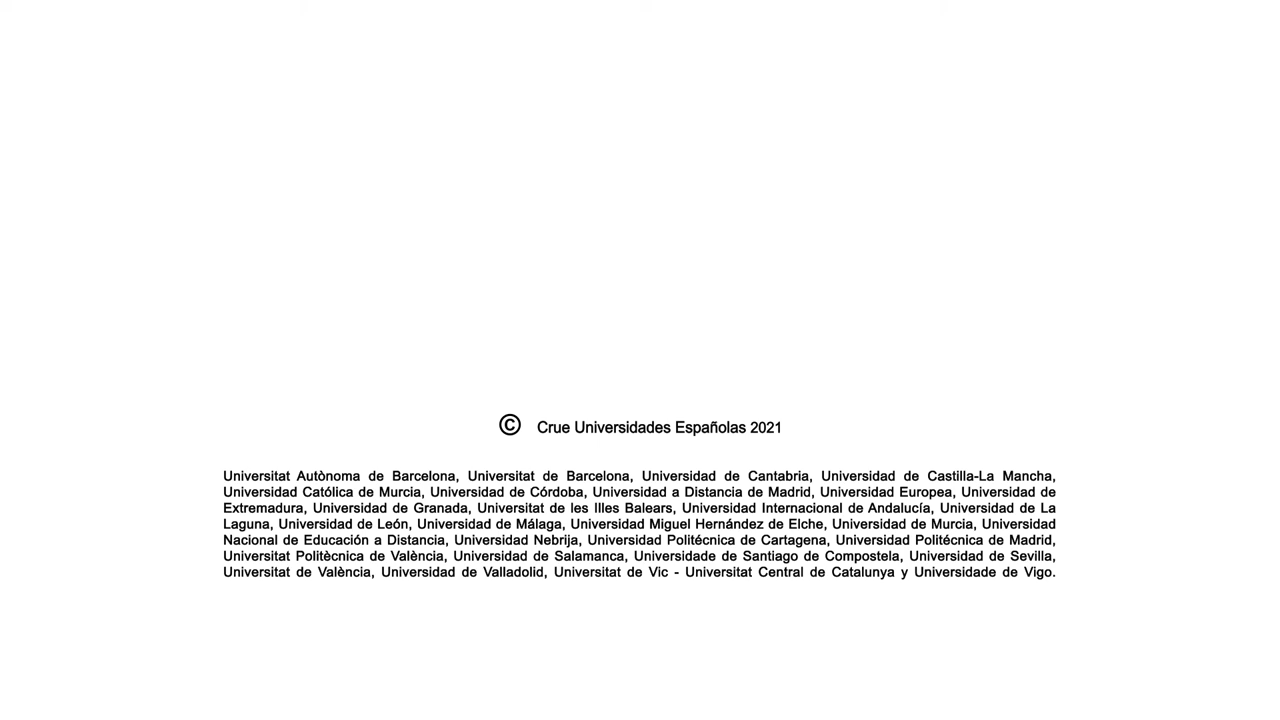 © Crue Universidades Españolas 2021
Universitat Autònoma de Barcelona, Universitat de Barcelona, Universidad de Cantabria, Universidad de Castilla-La Mancha,
Universidad Católica de Murcia, Universidad de Córdoba, Universidad a Distancia de Madrid, Universidad Europea, Universidad de
Extremadura, Universidad de Granada, Universitat de les Illes Balears, Universidad Internacional de Andalucía, Universidad de La
Laguna, Universidad de León, Universidad de Málaga, Universidad Miguel Hernández de Elche, Universidad de Murcia, Universidad
Nacional de Educación a Distancia, Universidad Nebrija, Universidad Politécnica de Cartagena, Universidad Politécnica de Madrid,
Universitat Politècnica de València, Universidad de Salamanca, Universidade de Santiago de Compostela, Universidad de Sevilla,
Universitat de València, Universidad de Valladolid, Universitat de Vic - Universitat Central de Catalunya y Universidade de Vigo.